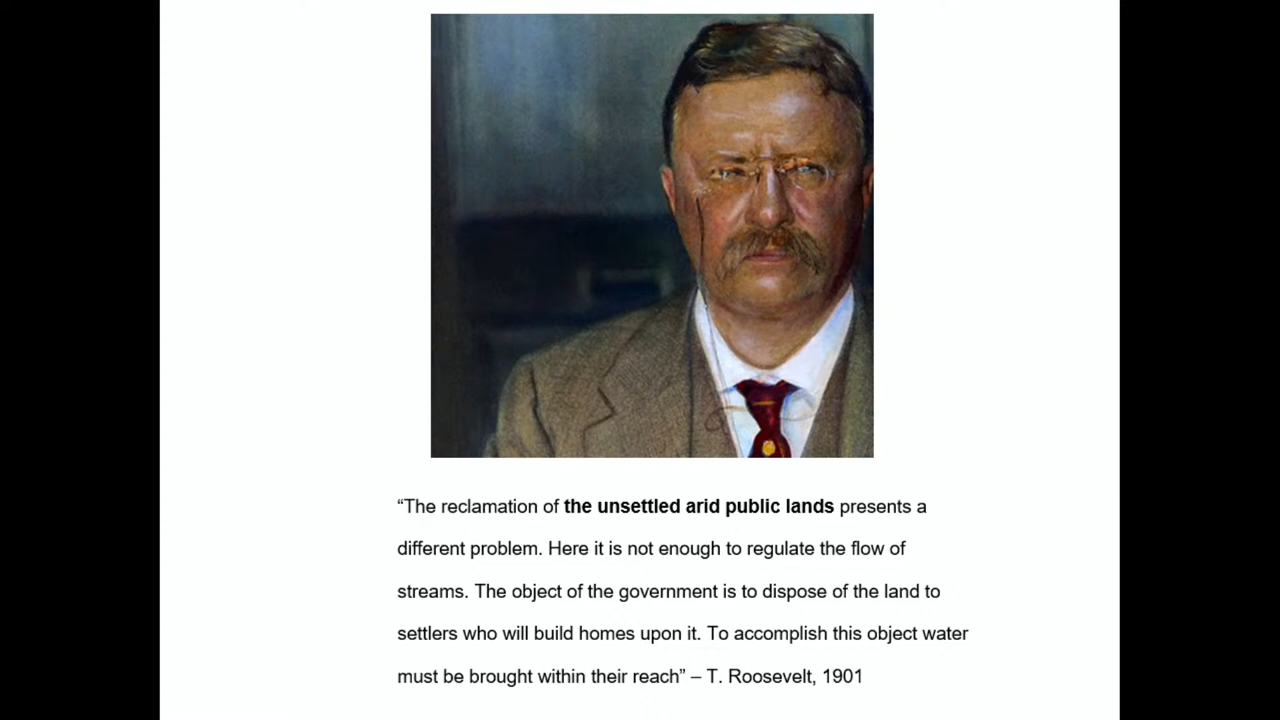 “The reclamation of the unsettled arid public lands presents a
different problem. Here it is not enough to regulate the flow of
streams. The object of the government is to dispose of the land to
settlers who will build homes upon it. To accomplish this object water
must be brought within their reach” – T. Roosevelt, 1901